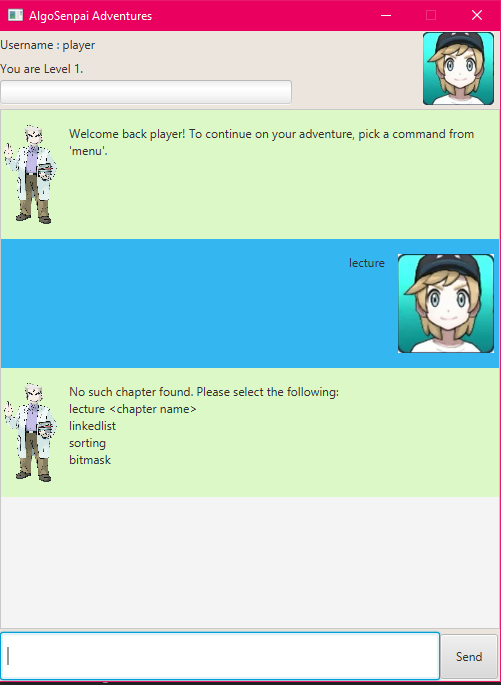 AlgoSenpai Adventures
Username : player
You are Level 1.
Welcome back player! To continue on your adventure, pick a command from
'menu'.
lecture
No such chapter found. Please select the following:
lecture <chapter name>
linkedlist
sorting
bitmask
Send